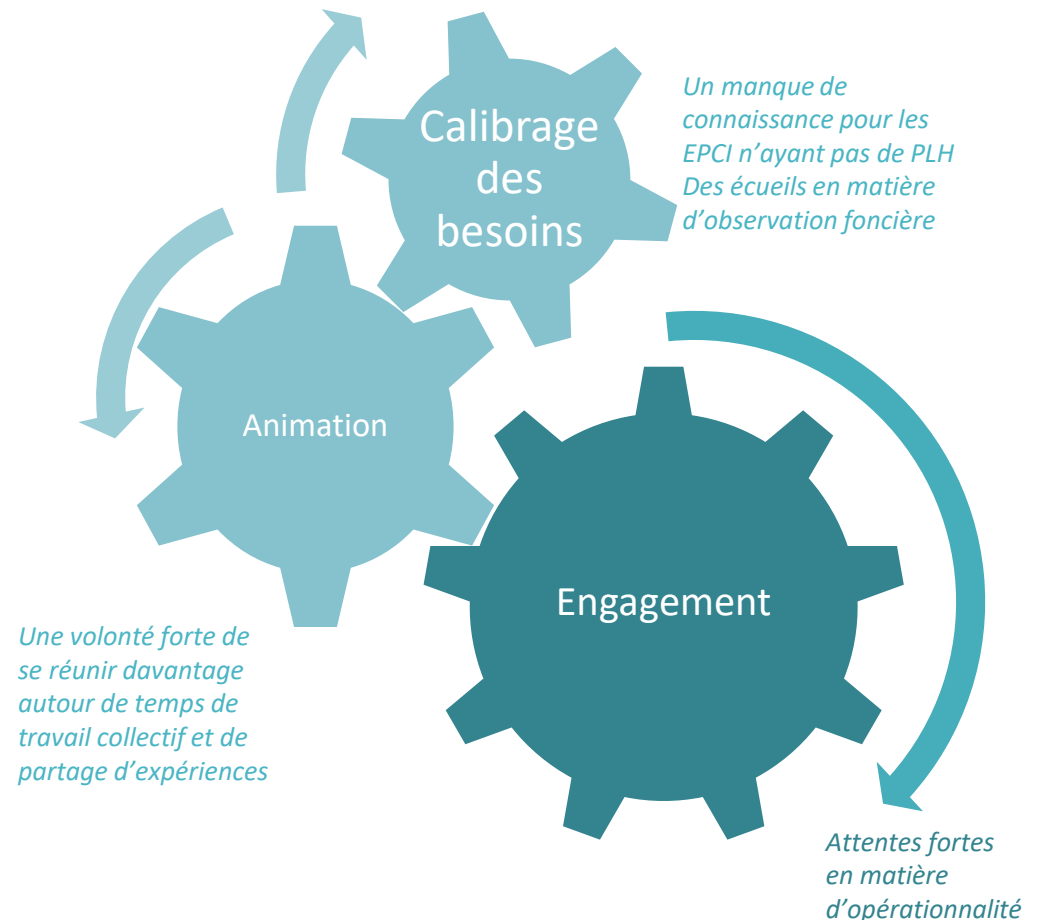 Calibrage
des
besoins
Un manque de
connaissance pour les
EPCI n’ayant pas de PLH
Des écueils en matière
d’observation foncière
Animation
Engagement
Une volonté forte de
se réunir davantage
autour de temps de
travail collectif et de
partage d’expériences
Attentes fortes
en matière
d’opérationnalité